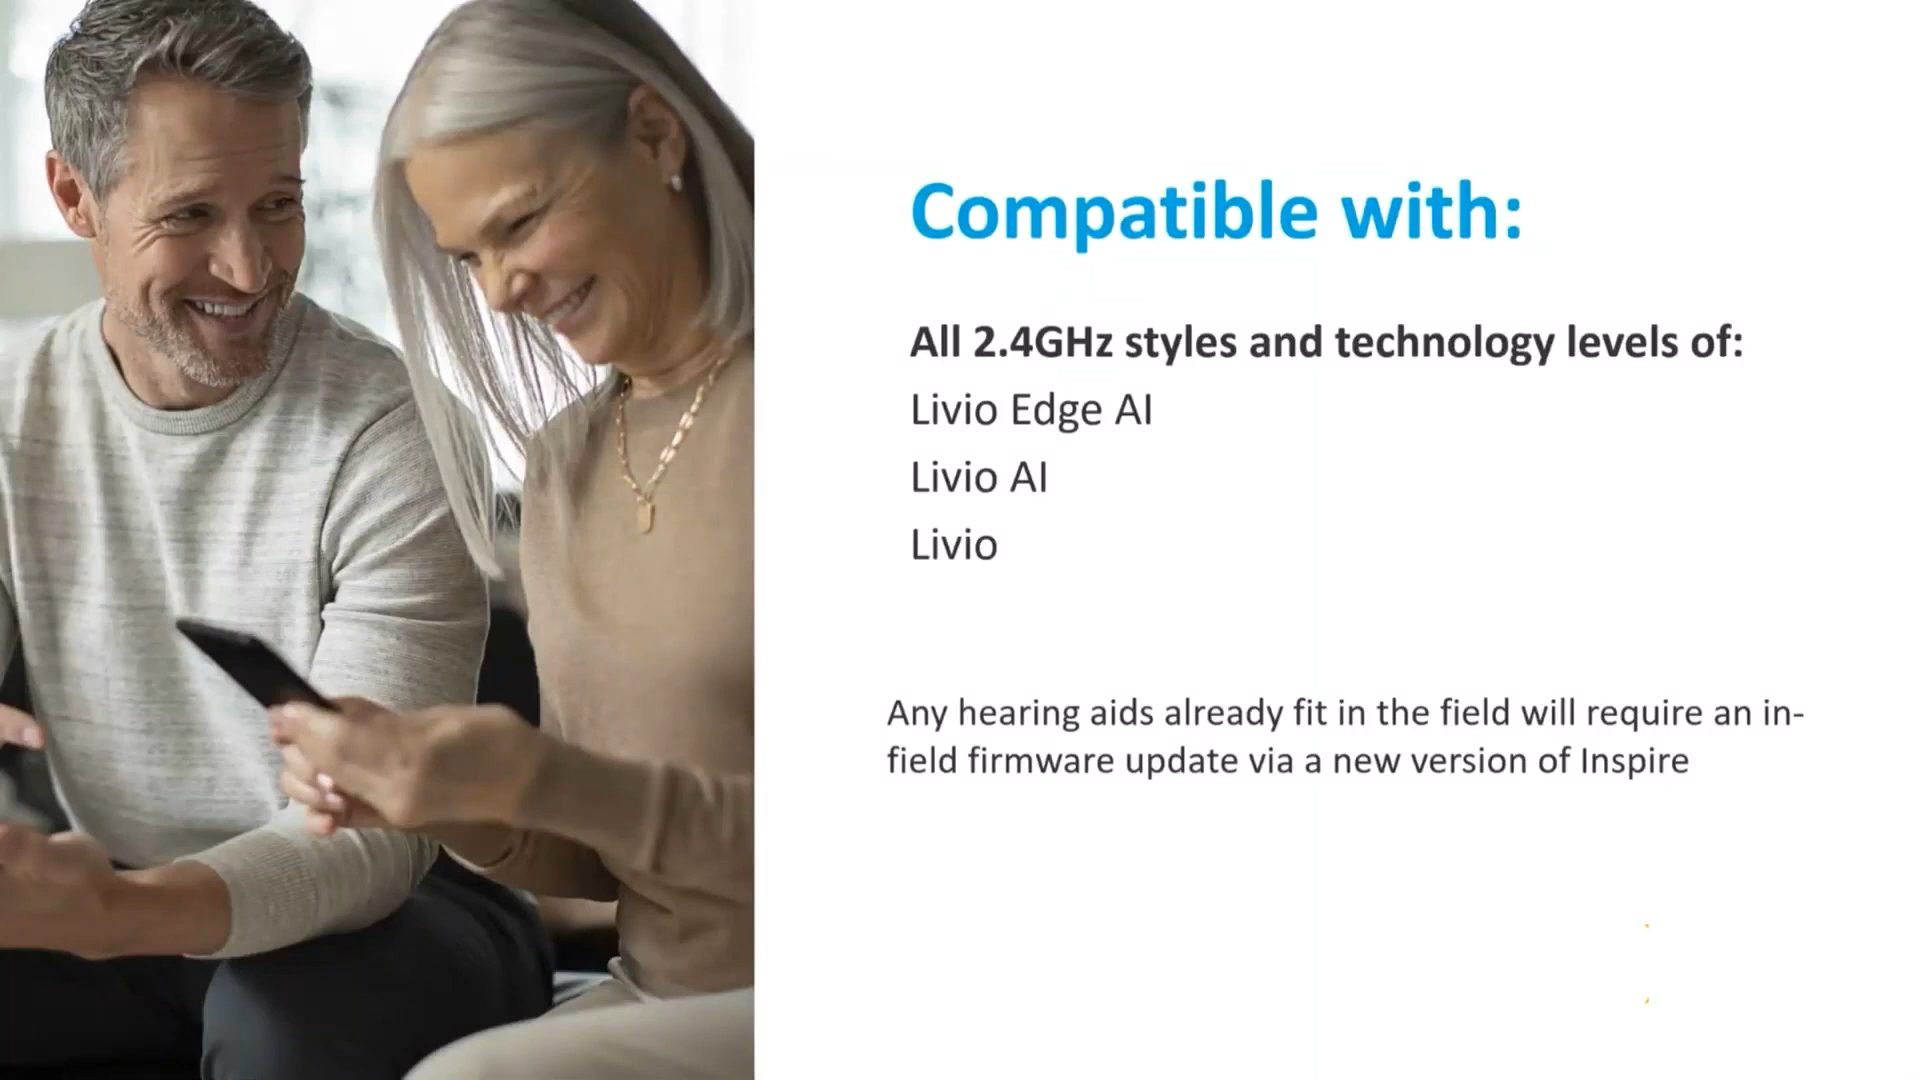 Compatible with:
All 2.4GHz styles and technology levels of:
Livio Edge AI
Livio AI
Livio
Any hearing aids already fit in the field will require an in-
field firmware update via a new version of Inspire